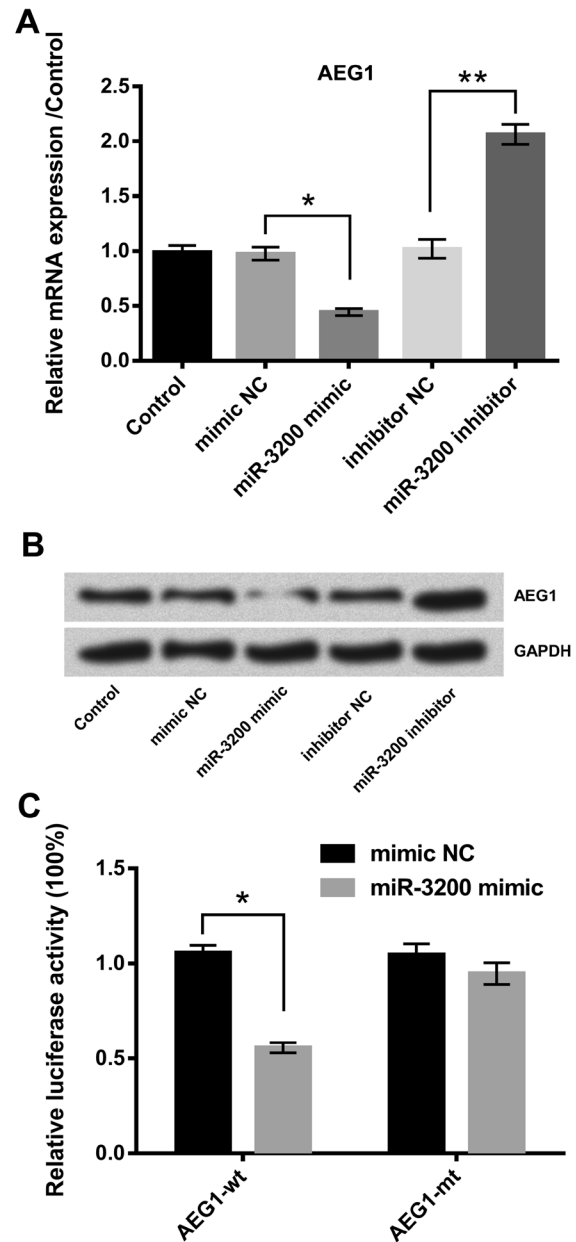 A
AEG1
Relative mRNA expression /Control
2.5
2.0
1.5
1.0
0.5
0.0
*
**
Control
mimic NC
miR-3200 mimic
inhibitor NC
miR-3200 inhibitor
B
AEG1
GAPDH
Control
mimic NC
miR-3200 mimic
inhibitor NC
miR-3200 inhibitor
C
Relative luciferase activity (100%)
mimic NC
miR-3200 mimic
1.5
1.0
0.5
0.0
*
AEG1-wt
AEG1-mt